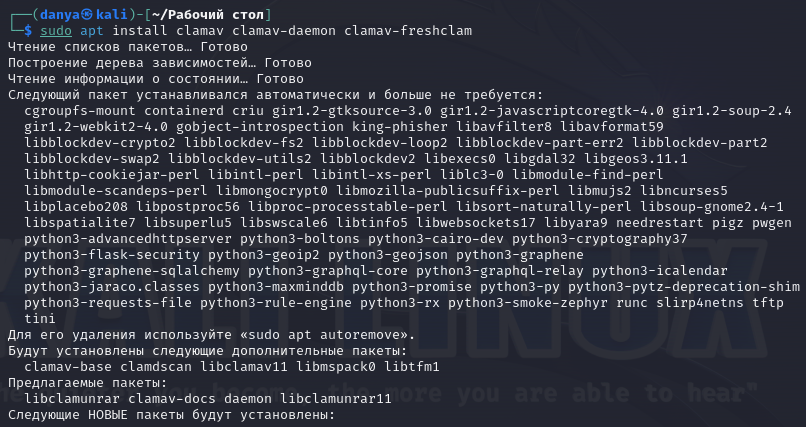 ┌──(danya㉿kali)-[~/Рабочий стол]
└─$ sudo apt install clamav clamav-daemon clamav-freshclam
Чтение списков пакетов… Готово
Построение дерева зависимостей… Готово
Чтение информации о состоянии… Готово
Следующий пакет устанавливался автоматически и больше не требуется:
  cgroupfs-mount containerd criu gir1.2-gtksource-3.0 gir1.2-javascriptcoregtk-4.0 gir1.2-soup-2.4
  gir1.2-webkit2-4.0 gobject-introspection king-phisher libavfilter8 libavformat59
  libblockdev-crypto2 libblockdev-fs2 libblockdev-loop2 libblockdev-part-err2 libblockdev-part2
  libblockdev-swap2 libblockdev-utils2 libblockdev2 libexecs0 libgdal32 libgeos3.11.1
  libhttp-cookiejar-perl libintl-perl libintl-xs-perl liblc3-0 libmodule-find-perl
  libmodule-scandeps-perl libmongocrypt0 libmozilla-publicsuffix-perl libmujs2 libncurses5
  libplacebo208 libpostproc56 libproc-processtable-perl libsort-naturally-perl libsoup-gnome2.4-1
  libspatialite7 libsuperlu5 libswscale6 libtinfo5 libwebsockets17 libyara9 needrestart pigz pwgen
  python3-advancedhttpserver python3-boltons python3-cairo-dev python3-cryptography37
  python3-flask-security python3-geoip2 python3-geojson python3-graphene
  python3-graphene-sqlalchemy python3-graphql-core python3-graphql-relay python3-icalendar
  python3-jaraco.classes python3-maxminddb python3-promise python3-py python3-pytz-deprecation-shim
  python3-requests-file python3-rule-engine python3-rx python3-smoke-zephyr runc slirp4netns tftp
  tini
Для его удаления используйте «sudo apt autoremove».
Будут установлены следующие дополнительные пакеты:
  clamav-base clamdscan libclamav11 libmspack0 libtfm1
Предлагаемые пакеты:
  libclamunrar clamav-docs daemon libclamunrar11
Следующие НОВЫЕ пакеты будут установлены:
KALI LINUX
become, the more you are able to hear"